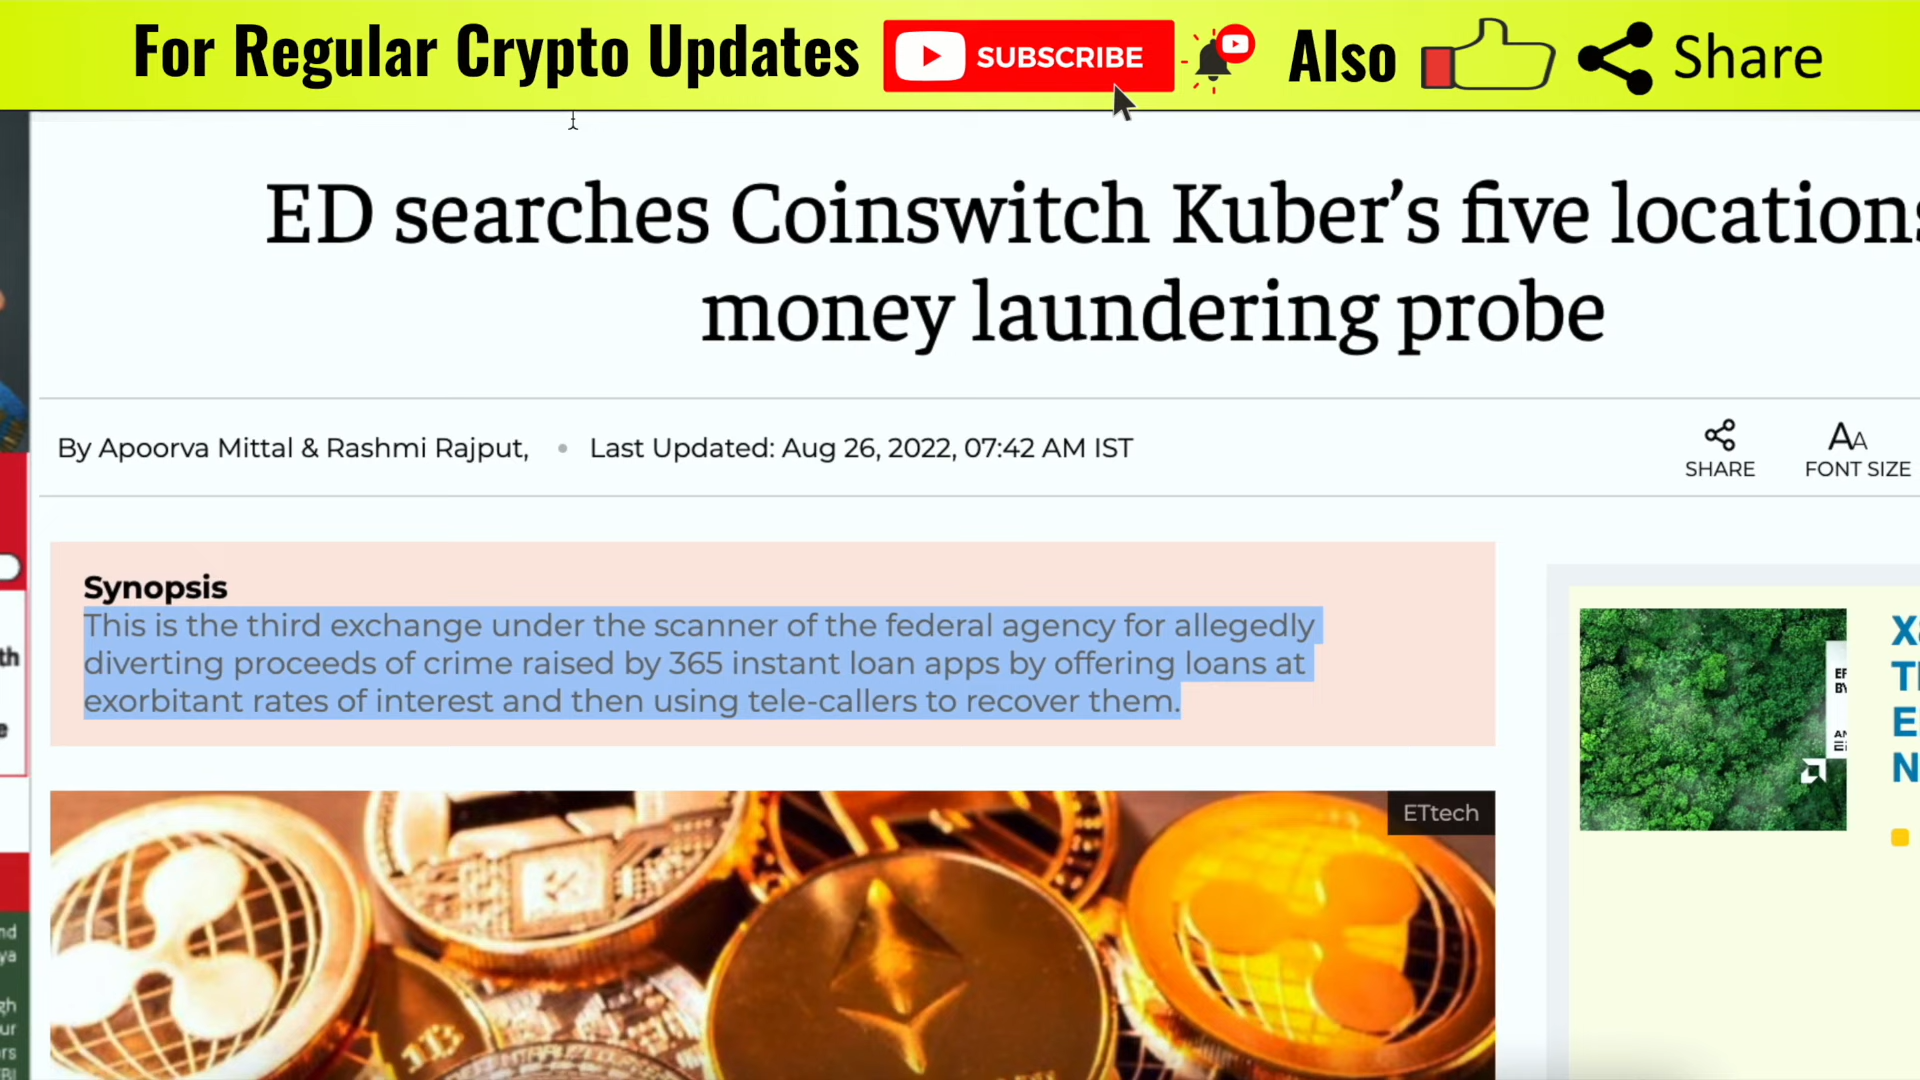 For Regular Crypto Updates SUBSCRIBE Also Share
ED searches Coinswitch Kuber’s five locations
money laundering probe
By Apoorva Mittal & Rashmi Rajput, • Last Updated: Aug 26, 2022, 07:42 AM IST
SHARE FONT SIZE
Synopsis
This is the third exchange under the scanner of the federal agency for allegedly
diverting proceeds of crime raised by 365 instant loan apps by offering loans at
exorbitant rates of interest and then using tele-callers to recover them.
ETtech